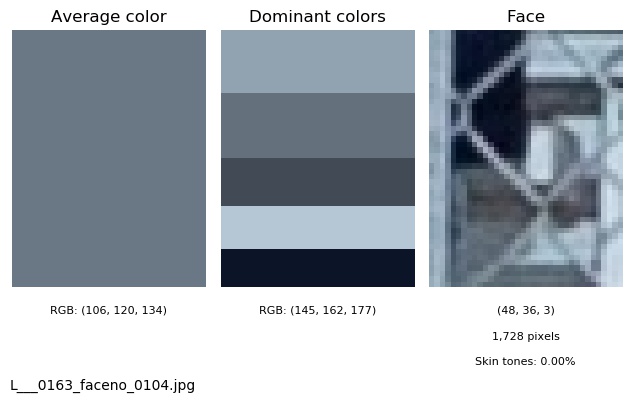 Average color
Dominant colors
Face
RGB: (106, 120, 134)
RGB: (145, 162, 177)
(48, 36, 3)
1,728 pixels
Skin tones: 0.00%
L___0163_faceno_0104.jpg